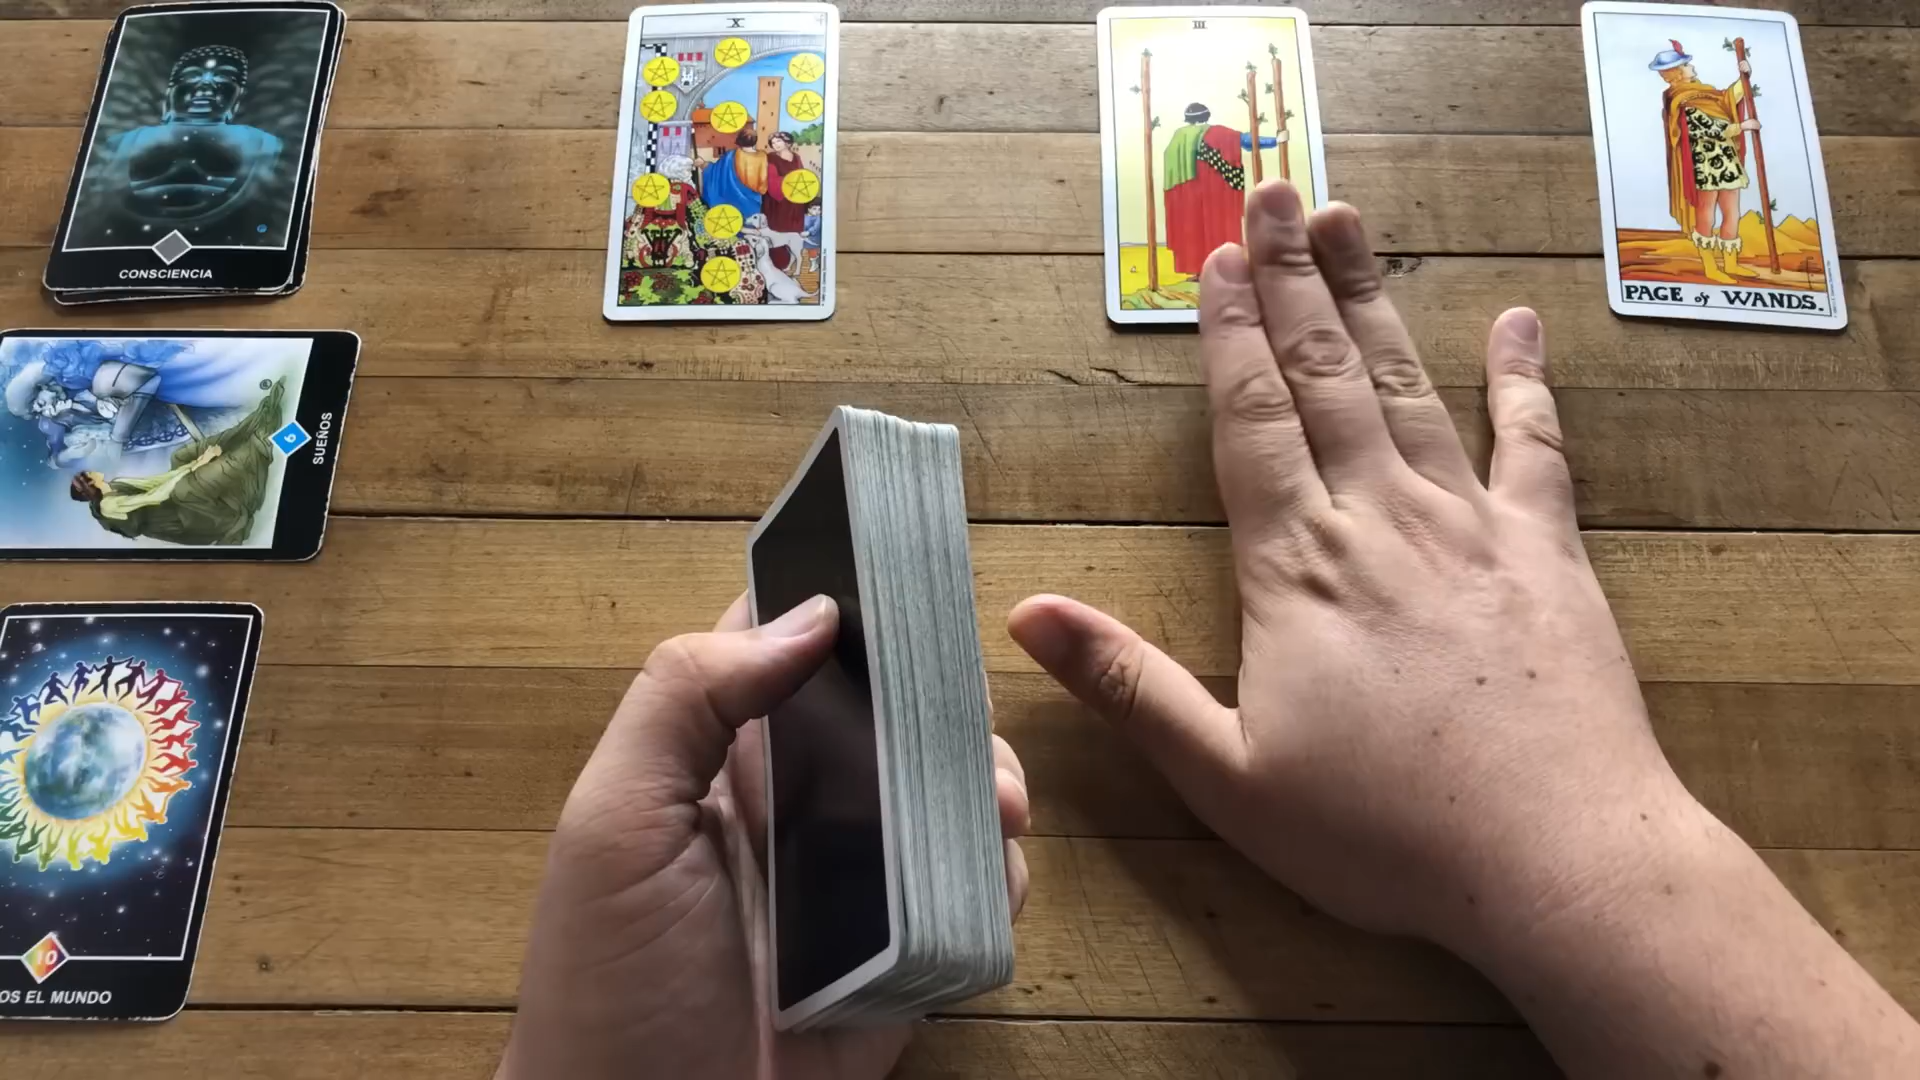 X
III
PAGE of WANDS.
CONSCIENCIA
6
SUEÑOS
10
OS EL MUNDO